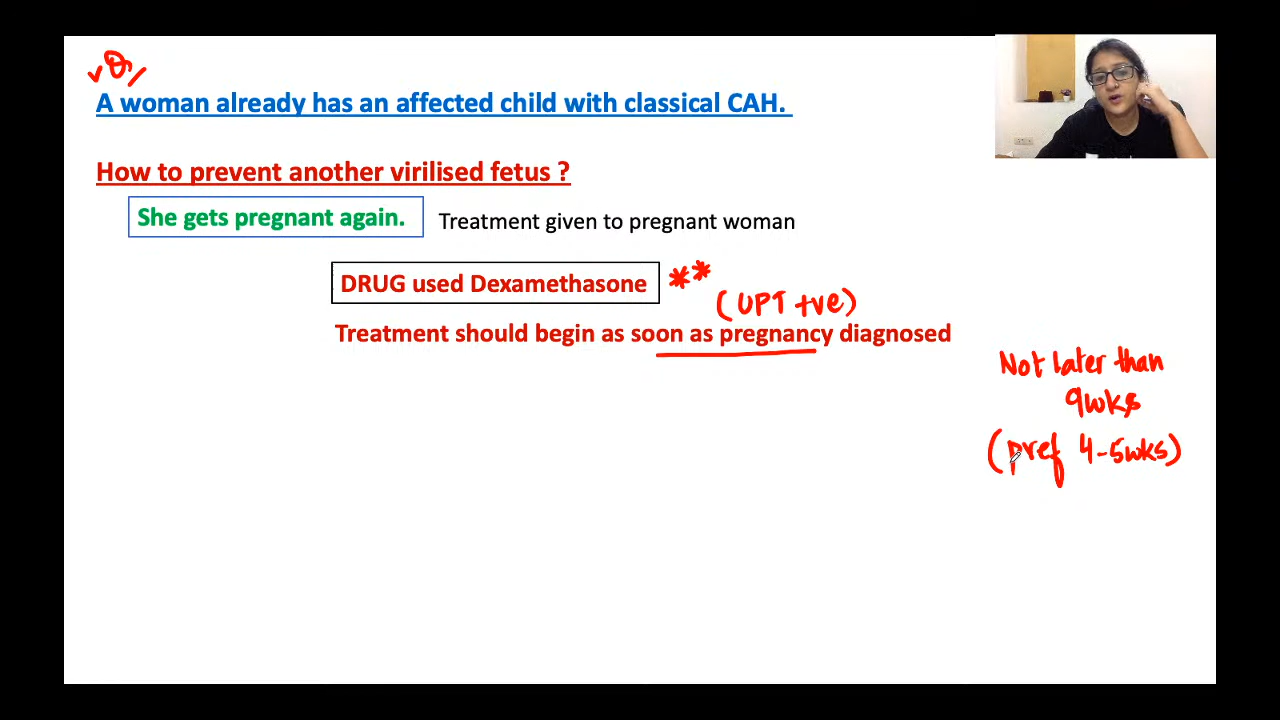 A woman already has an affected child with classical CAH.
How to prevent another virilised fetus ?
She gets pregnant again.
Treatment given to pregnant woman
DRUG used Dexamethasone **
(UPT +ve)
Treatment should begin as soon as pregnancy diagnosed
Not later than
9wks
(pref 4-5wks)